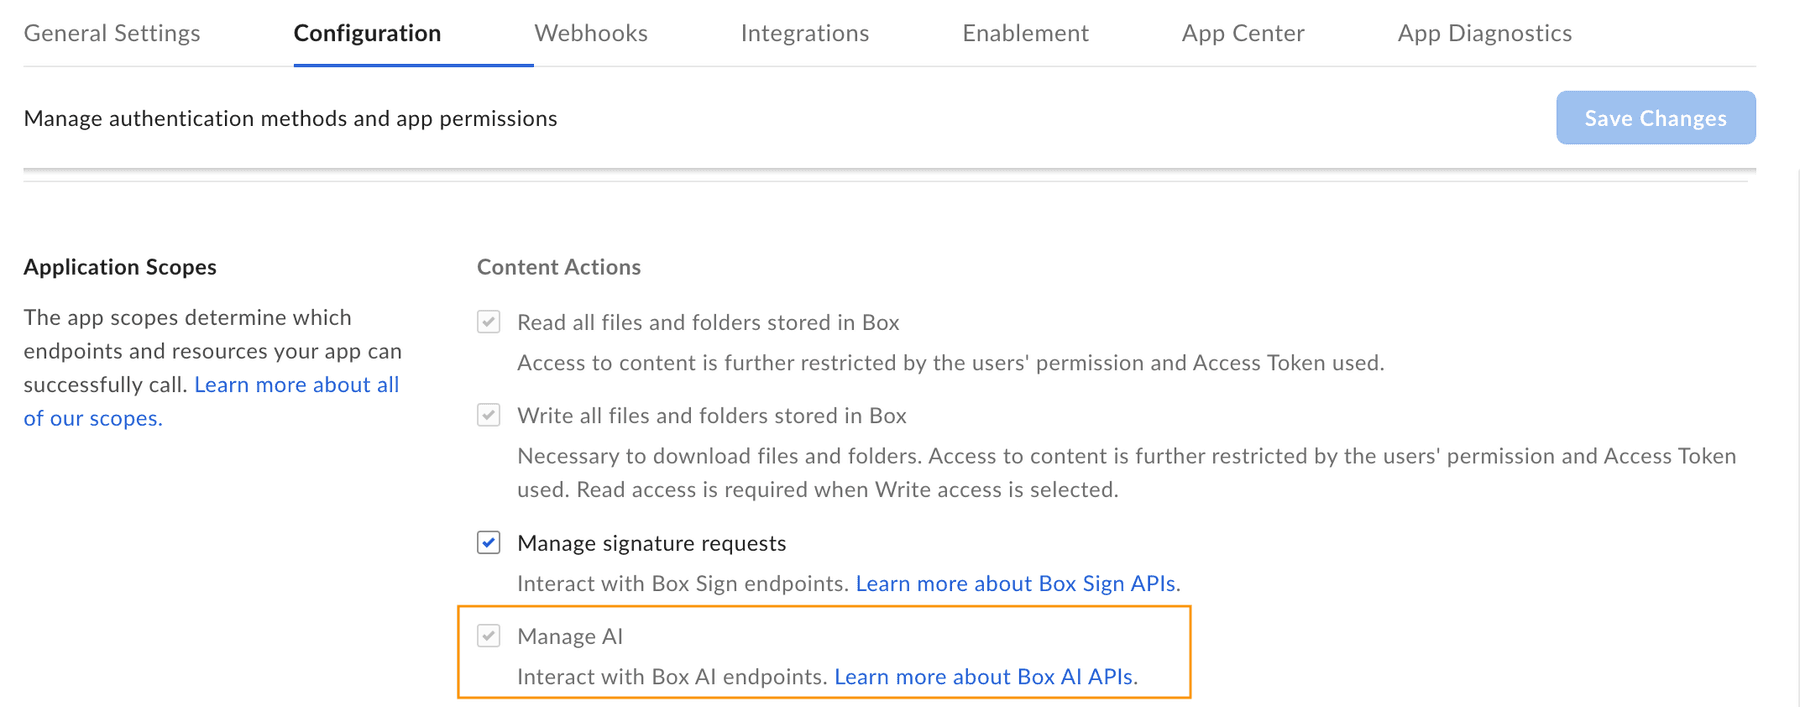 General Settings
Configuration
Webhooks
Integrations
Enablement
App Center
App Diagnostics
Manage authentication methods and app permissions
Save Changes
Application Scopes
The app scopes determine which
endpoints and resources your app can
successfully call. Learn more about all
of our scopes.
Content Actions
Read all files and folders stored in Box
Access to content is further restricted by the users' permission and Access Token used.
Write all files and folders stored in Box
Necessary to download files and folders. Access to content is further restricted by the users' permission and Access Token
used. Read access is required when Write access is selected.
Manage signature requests
Interact with Box Sign endpoints. Learn more about Box Sign APIs.
Manage AI
Interact with Box AI endpoints. Learn more about Box AI APIs.